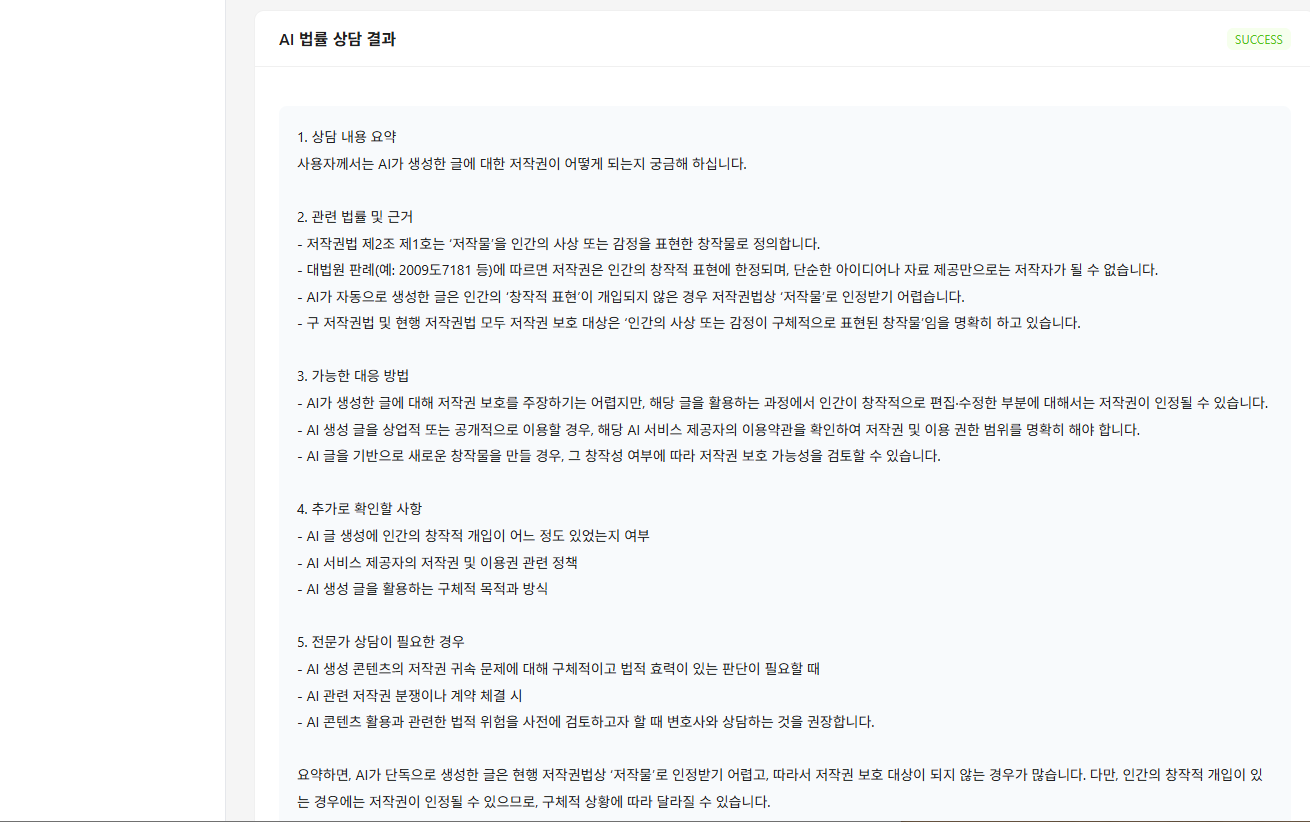 AI 법률 상담 결과
SUCCESS
1. 상담 내용 요약
사용자께서는 AI가 생성한 글에 대한 저작권이 어떻게 되는지 궁금해 하십니다.
2. 관련 법률 및 근거
- 저작권법 제2조 제1호는 ‘저작물’을 인간의 사상 또는 감정을 표현한 창작물로 정의합니다.
- 대법원 판례(예: 2009도7181 등)에 따르면 저작권은 인간의 창작적 표현에 한정되며, 단순한 아이디어나 자료 제공만으로는 저작자가 될 수 없습니다.
- AI가 자동으로 생성한 글은 인간의 ‘창작적 표현’이 개입되지 않은 경우 저작권법상 ‘저작물’로 인정받기 어렵습니다.
- 구 저작권법 및 현행 저작권법 모두 저작권 보호 대상은 ‘인간의 사상 또는 감정이 구체적으로 표현된 창작물’임을 명확히 하고 있습니다.
3. 가능한 대응 방법
- AI가 생성한 글에 대해 저작권 보호를 주장하기는 어렵지만, 해당 글을 활용하는 과정에서 인간이 창작적으로 편집·수정한 부분에 대해서는 저작권이 인정될 수 있습니다.
- AI 생성 글을 상업적 또는 공개적으로 이용할 경우, 해당 AI 서비스 제공자의 이용약관을 확인하여 저작권 및 이용 권한 범위를 명확히 해야 합니다.
- AI 글을 기반으로 새로운 창작물을 만들 경우, 그 창작성 여부에 따라 저작권 보호 가능성을 검토할 수 있습니다.
4. 추가로 확인할 사항
- AI 글 생성에 인간의 창작적 개입이 어느 정도 있었는지 여부
- AI 서비스 제공자의 저작권 및 이용권 관련 정책
- AI 생성 글을 활용하는 구체적 목적과 방식
5. 전문가 상담이 필요한 경우
- AI 생성 콘텐츠의 저작권 귀속 문제에 대해 구체적이고 법적 효력이 있는 판단이 필요할 때
- AI 관련 저작권 분쟁이나 계약 체결 시
- AI 콘텐츠 활용과 관련한 법적 위험을 사전에 검토하고자 할 때 변호사와 상담하는 것을 권장합니다.
요약하면, AI가 단독으로 생성한 글은 현행 저작권법상 ‘저작물’로 인정받기 어렵고, 따라서 저작권 보호 대상이 되지 않는 경우가 많습니다. 다만, 인간의 창작적 개입이 있
는 경우에는 저작권이 인정될 수 있으므로, 구체적 상황에 따라 달라질 수 있습니다.